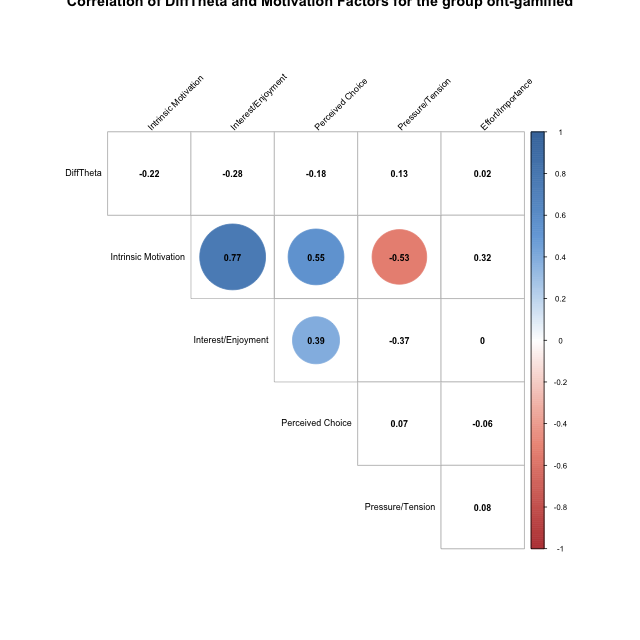 Correlation of DiffTheta and Motivation Factors for the group ont-gamified
Intrinsic Motivation
Interest/Enjoyment
Perceived Choice
Pressure/Tension
Effort/Importance
DiffTheta -0.22 -0.28 -0.18 0.13 0.02
Intrinsic Motivation 0.77 0.55 -0.53 0.32
Interest/Enjoyment 0.39 -0.37 0
Perceived Choice 0.07 -0.06
Pressure/Tension 0.08
1
0.8
0.6
0.4
0.2
0
-0.2
-0.4
-0.6
-0.8
-1